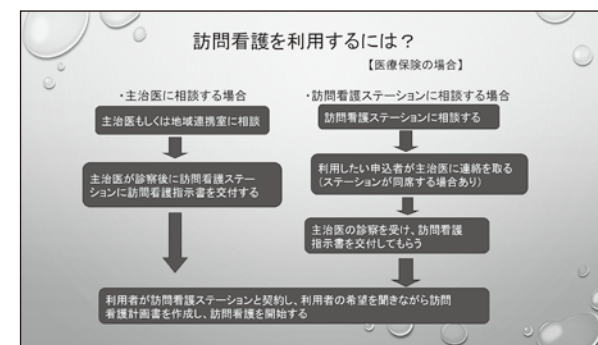 訪問看護を利用するには？
【医療保険の場合】
・主治医に相談する場合
主治医もしくは地域連携室に相談
主治医が診察後に訪問看護ステー
ションに訪問看護指示書を交付する
・訪問看護ステーションに相談する場合
訪問看護ステーションに相談する
利用したい申込者が主治医に連絡を取る
（ステーションが同席する場合あり）
主治医の診察を受け、訪問看護
指示書を交付してもらう
利用者が訪問看護ステーションと契約し、利用者の希望を聞きながら訪問
看護計画書を作成し、訪問看護を開始する